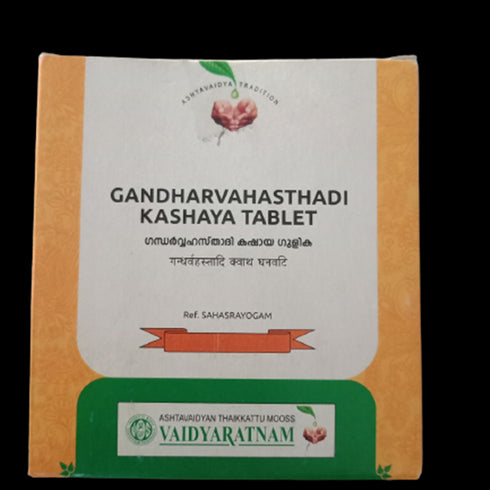 ASHTAVAIDYA TRADITION
GANDHARVAHASTHADI
KASHAYA TABLET
ഗന്ധർവ്വഹസ്താദി കഷായ ഗുളിക
गन्धर्वहस्तादि क्वाथ घनवटि
Ref. SAHASRAYOGAM
ASHTAVAIDYAN THAIKKATTU MOOSS
VAIDYARATNAM